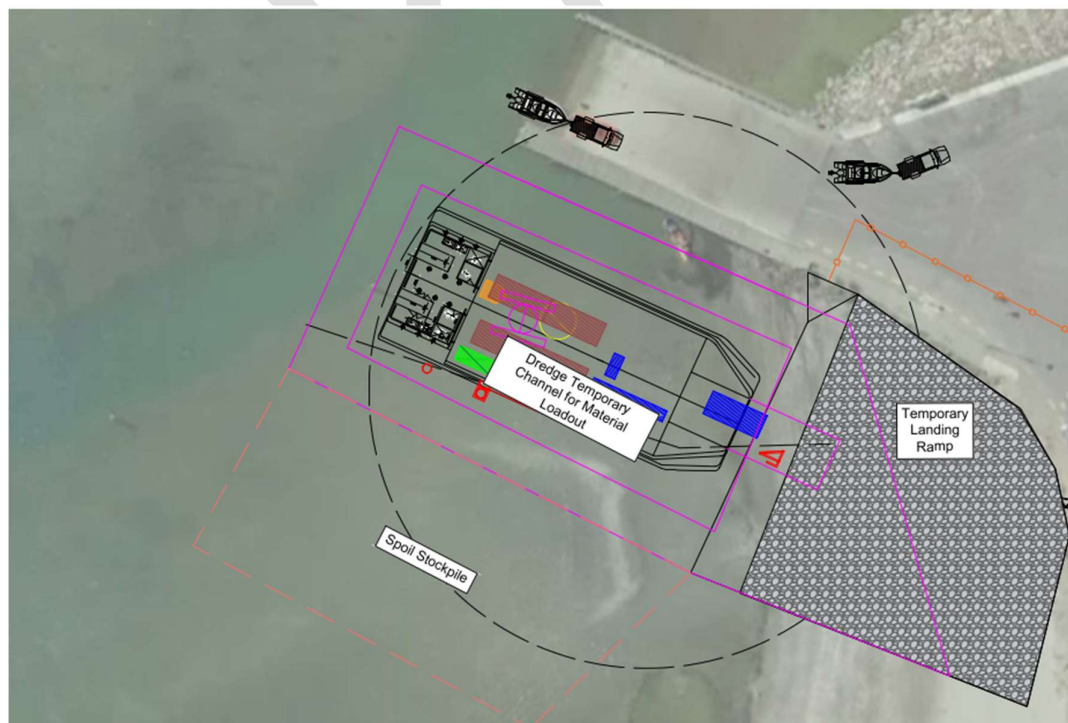 Dredge Temporary
Channel for Material
Loadout
Temporary
Landing
Ramp
Spoil Stockpile